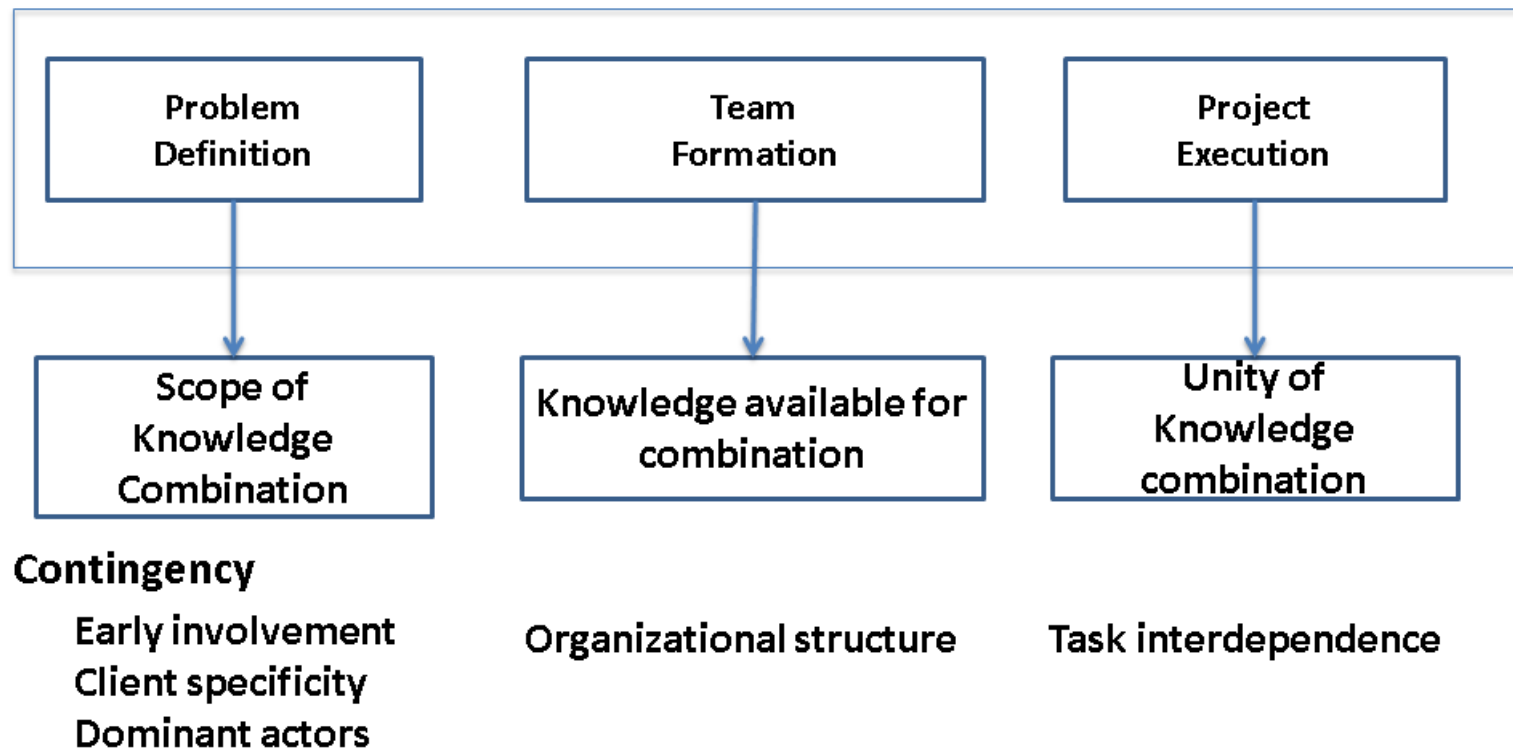 Problem
Definition
Team
Formation
Project
Execution
Scope of
Knowledge
Combination
Knowledge available for
combination
Unity of
Knowledge
combination
Contingency
Early involvement
Client specificity
Dominant actors
Organizational structure
Task interdependence